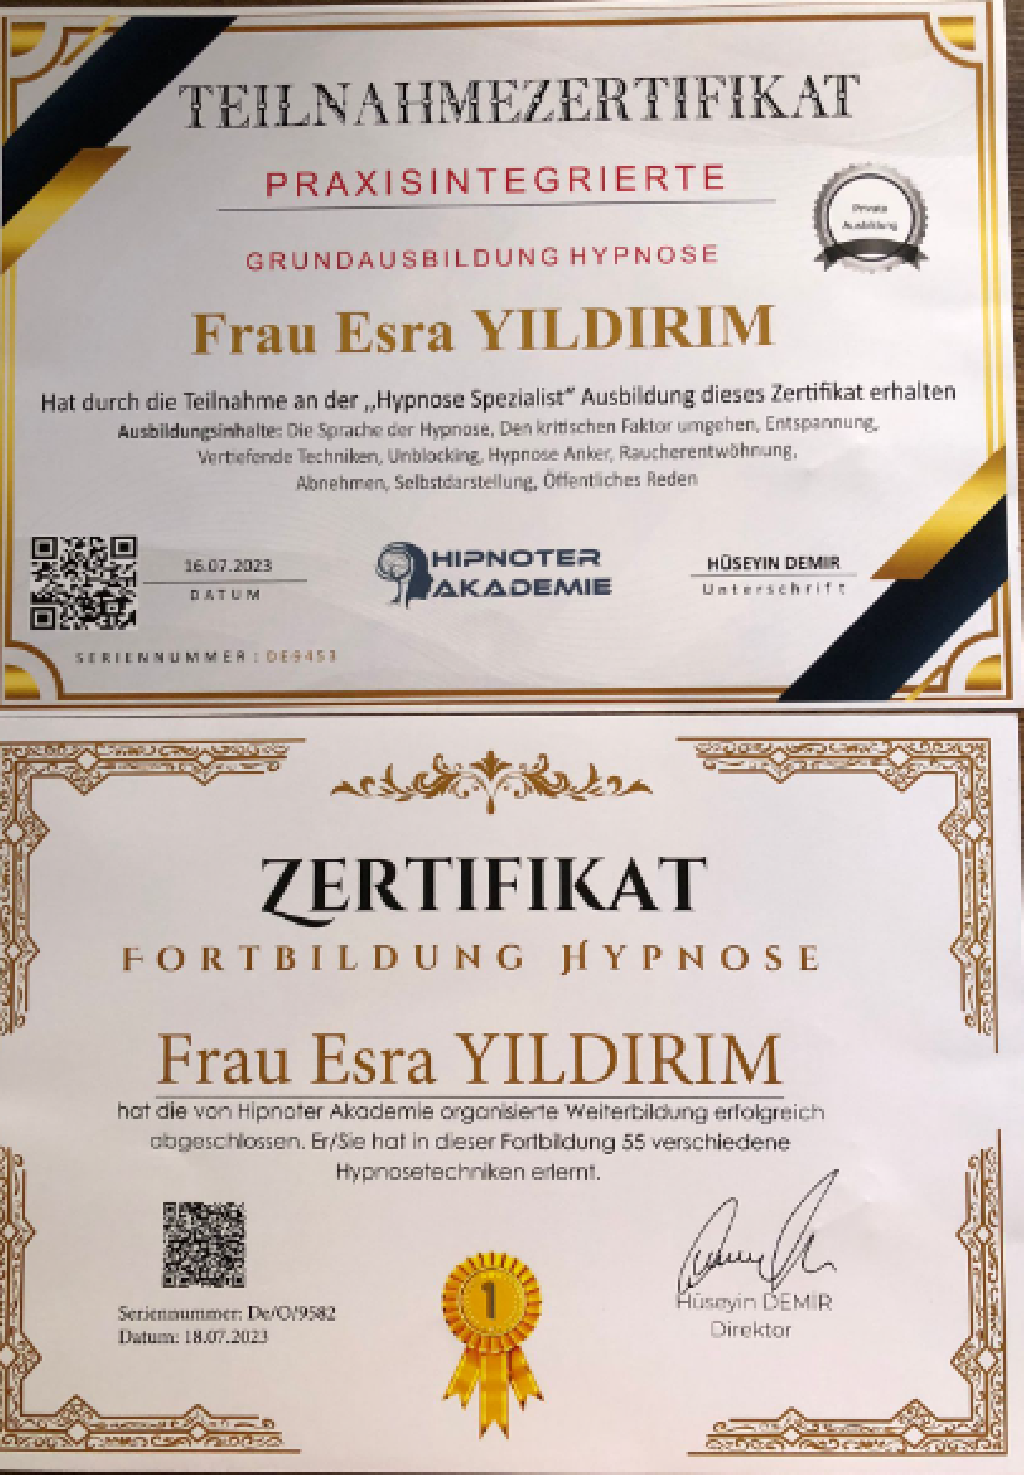 TEILNAHMEZERTIFIKAT
PRAXISINTEGRIERTE
Private
Ausbildung
GRUNDAUSBILDUNG HYPNOSE
Frau Esra YILDIRIM
Hat durch die Teilnahme an der „Hypnose Spezialist" Ausbildung dieses Zertifikat erhalten
Ausbildungsinhalte: Die Sprache der Hypnose, Den kritischen Faktor umgehen, Entspannung,
Vertiefende Techniken, Unblocking, Hypnose Anker, Raucherentwöhnung,
Abnehmen, Selbstdarstellung, Öffentliches Reden
16.07.2023
DATUM
HIPNOTER
AKADEMIE
HÜSEYIN DEMIR
Unterschrift
SERIENNUMMER: DE9453
ZERTIFIKAT
FORTBILDUNG HYPNOSE
Frau Esra YILDIRIM
hat die von Hipnoter Akademie organisierte Weiterbildung erfolgreich
abgeschlossen. Er/Sie hat in dieser Fortbildung 55 verschiedene
Hypnosetechniken erlernt.
1
Hüseyin DEMİR
Direktor
Seriennummer: De/O/9582
Datum: 18.07.2023